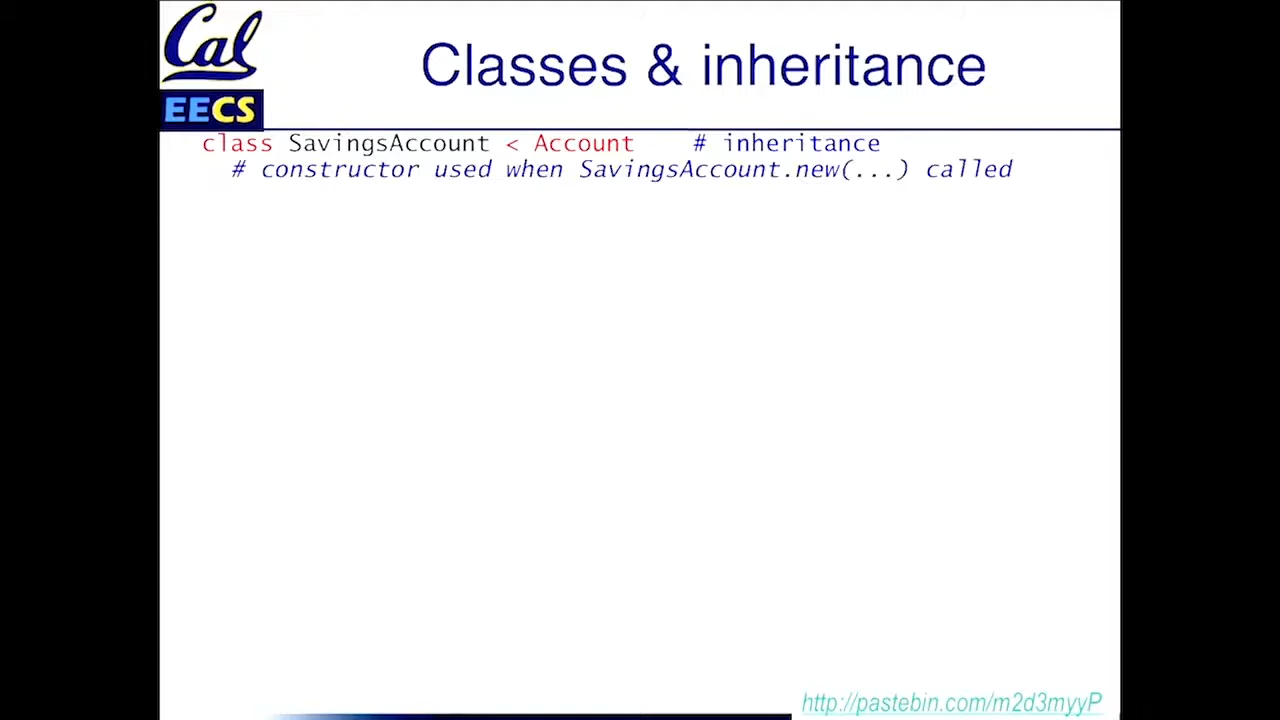 Cal
EECS
Classes & inheritance
class SavingsAccount < Account    # inheritance
# constructor used when SavingsAccount.new(...) called
http://pastebin.com/m2d3myyP